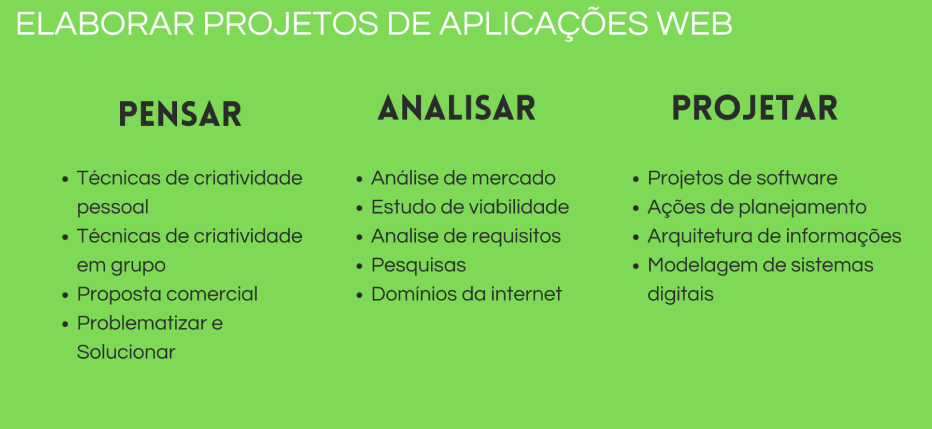 ELABORAR PROJETOS DE APLICAÇÕES WEB
PENSAR
• Técnicas de criatividade
pessoal
• Técnicas de criatividade
em grupo
• Proposta comercial
• Problematizar e
Solucionar
ANALISAR
• Análise de mercado
• Estudo de viabilidade
• Analise de requisitos
• Pesquisas
• Domínios da internet
PROJETAR
• Projetos de software
• Ações de planejamento
• Arquitetura de informações
• Modelagem de sistemas
digitais